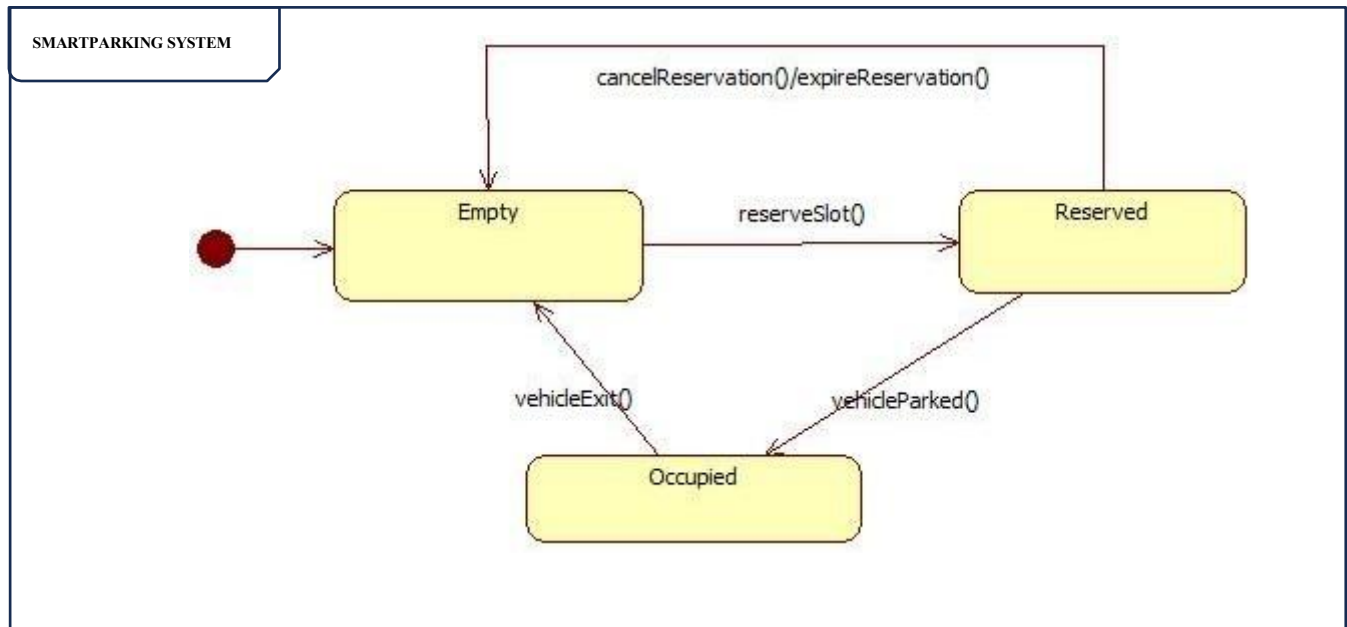 SMARTPARKING SYSTEM
cancelReservation()/expireReservation()
Empty
reserveSlot()
Reserved
vehicleExit()
vehicleParked()
Occupied